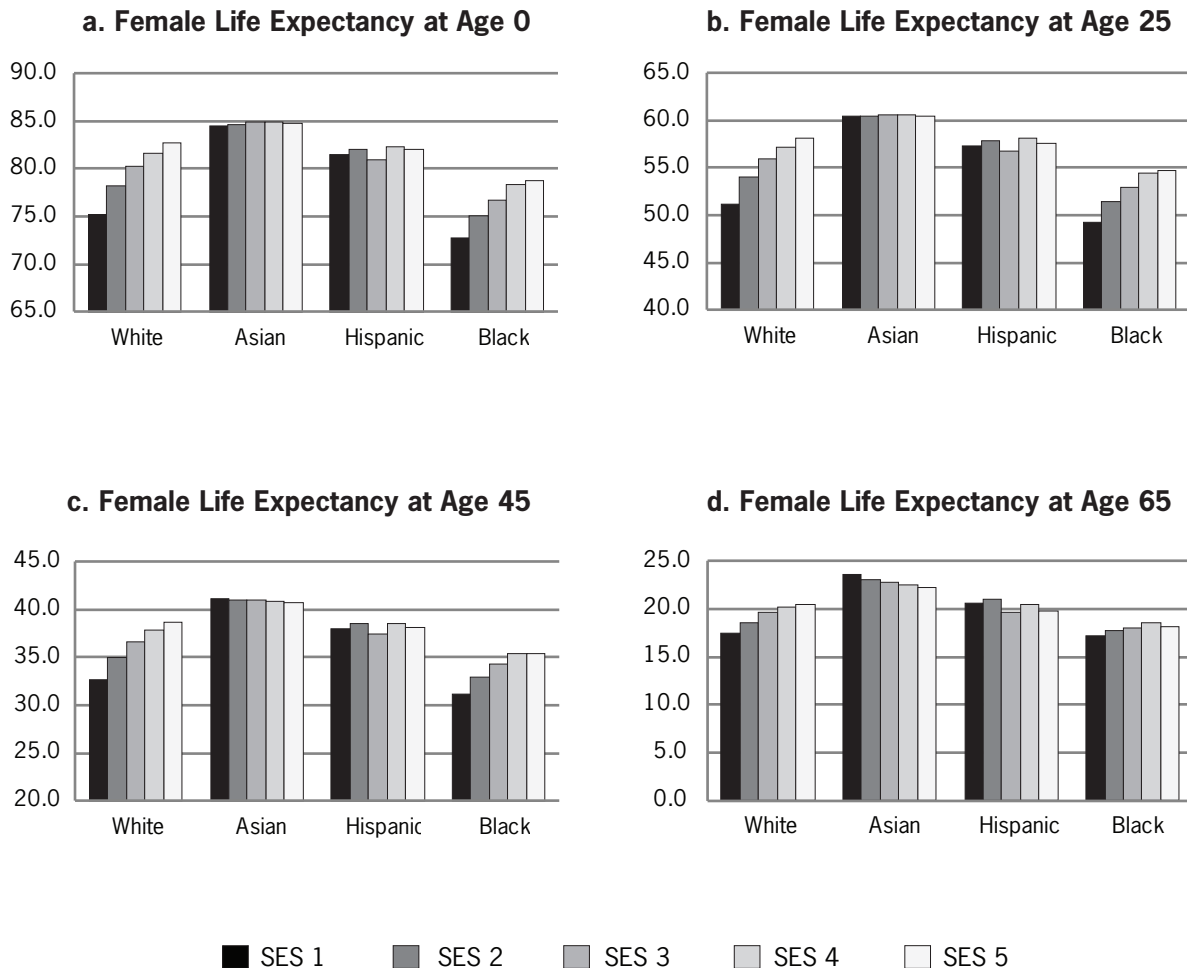 a. Female Life Expectancy at Age 0
90.0
85.0
80.0
75.0
70.0
65.0
White Asian Hispanic Black
b. Female Life Expectancy at Age 25
65.0
60.0
55.0
50.0
45.0
40.0
White Asian Hispanic Black
c. Female Life Expectancy at Age 45
45.0
40.0
35.0
30.0
25.0
20.0
White Asian Hispanic Black
d. Female Life Expectancy at Age 65
25.0
20.0
15.0
10.0
5.0
0.0
White Asian Hispanic Black
SES 1 SES 2 SES 3 SES 4 SES 5